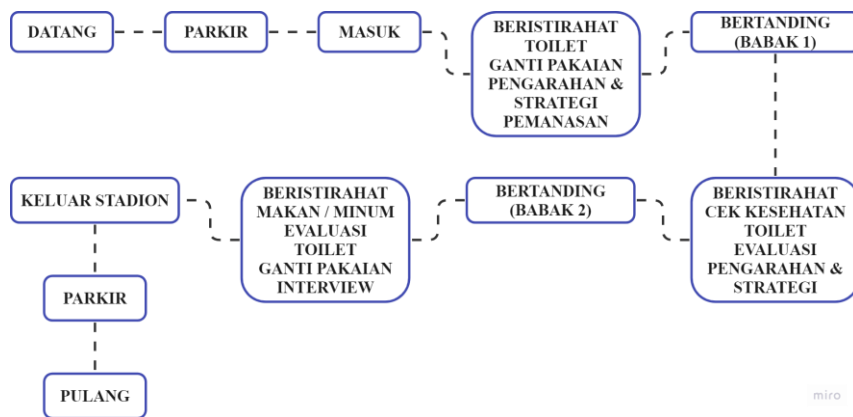 DATANG
PARKIR
MASUK
BERISTIRAHAT
TOILET
GANTI PAKAIAN
PENGARAHAN &
STRATEGI
PEMANASAN
BERTANDING
(BABAK 1)
BERISTIRAHAT
CEK KESEHATAN
TOILET
EVALUASI
PENGARAHAN &
STRATEGI
BERTANDING
(BABAK 2)
BERISTIRAHAT
MAKAN / MINUM
EVALUASI
TOILET
GANTI PAKAIAN
INTERVIEW
KELUAR STADION
PARKIR
PULANG
miro